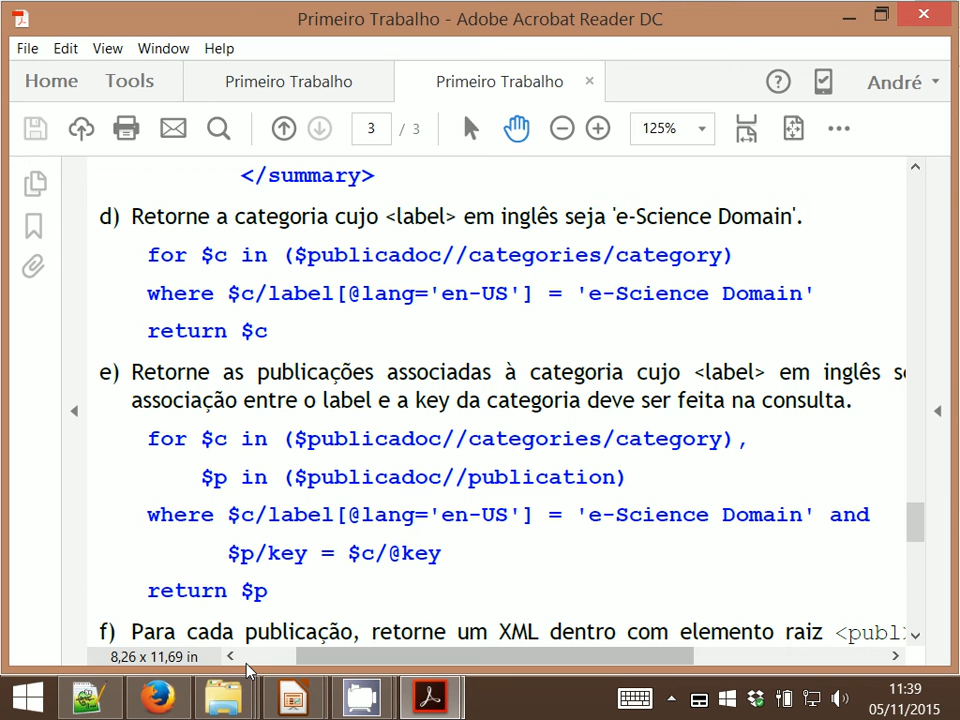 Primeiro Trabalho - Adobe Acrobat Reader DC
File Edit View Window Help
Home Tools Primeiro Trabalho Primeiro Trabalho × André
3 / 3 125%
</summary>
d) Retorne a categoria cujo <label> em inglês seja 'e-Science Domain'.
for $c in ($publicadoc//categories/category)
where $c/label[@lang='en-US'] = 'e-Science Domain'
return $c
e) Retorne as publicações associadas à categoria cujo <label> em inglês
associação entre o label e a key da categoria deve ser feita na consulta.
for $c in ($publicadoc//categories/category),
$p in ($publicadoc//publication)
where $c/label[@lang='en-US'] = 'e-Science Domain' and
$p/key = $c/@key
return $p
f) Para cada publicação, retorne um XML dentro com elemento raiz <publ
8,26 x 11,69 in
11:39
05/11/2015